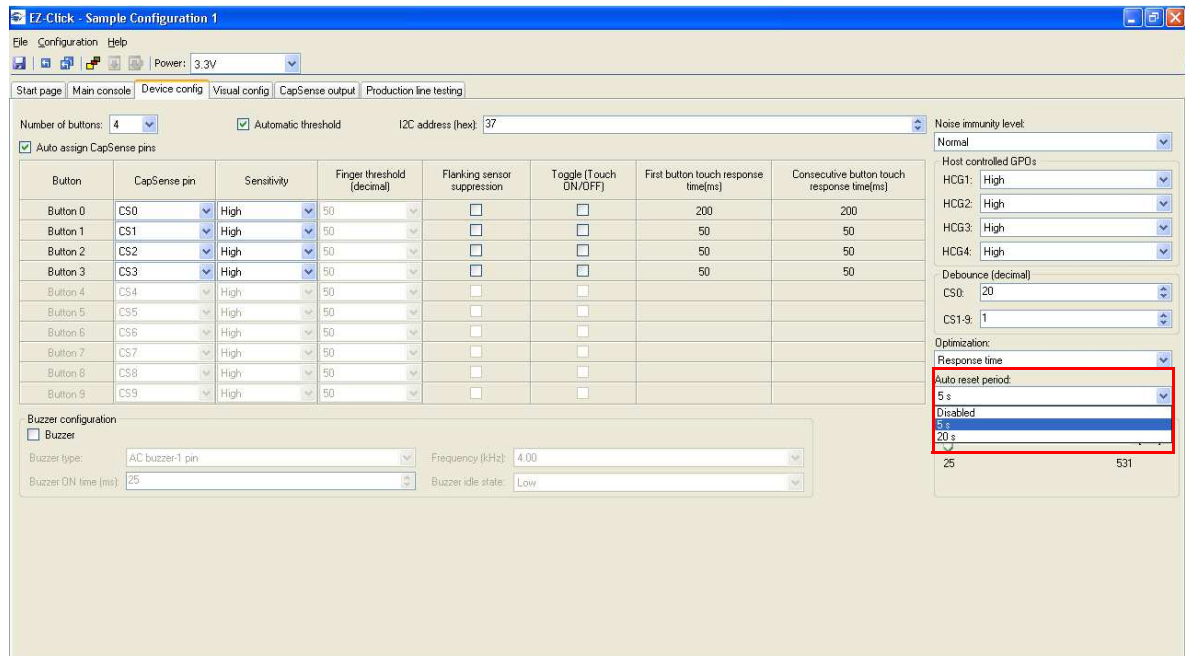 EZ-Click - Sample Configuration 1
File Configuration Help
Power: 3.3V
Start page Main console Device config Visual config CapSense output Production line testing
Number of buttons: 4 Automatic threshold I2C address (hex): 37
Auto assign CapSense pins
Button CapSense pin Sensitivity Finger threshold (decimal) Flanking sensor suppression Toggle (Touch ON/OFF) First button touch response time(ms) Consecutive button touch response time(ms)
Button 0 CS0 High 50 200 200
Button 1 CS1 High 50 50 50
Button 2 CS2 High 50 50 50
Button 3 CS3 High 50 50 50
Button 4 CS4 High 50
Button 5 CS5 High 50
Button 6 CS6 High 50
Button 7 CS7 High 50
Button 8 CS8 High 50
Button 9 CS9 High 50
Buzzer configuration
Buzzer
Buzzer type: AC buzzer-1 pin Frequency (kHz): 4.00
Buzzer ON time (ms): 25 Buzzer idle state: Low
Noise immunity level:
Normal
Host controlled GPOs
HCG1: High
HCG2: High
HCG3: High
HCG4: High
Debounce (decimal)
CS0: 20
CS1-9: 1
Optimization:
Response time
Auto reset period:
5 s
Disabled
5 s
20 s
25 531